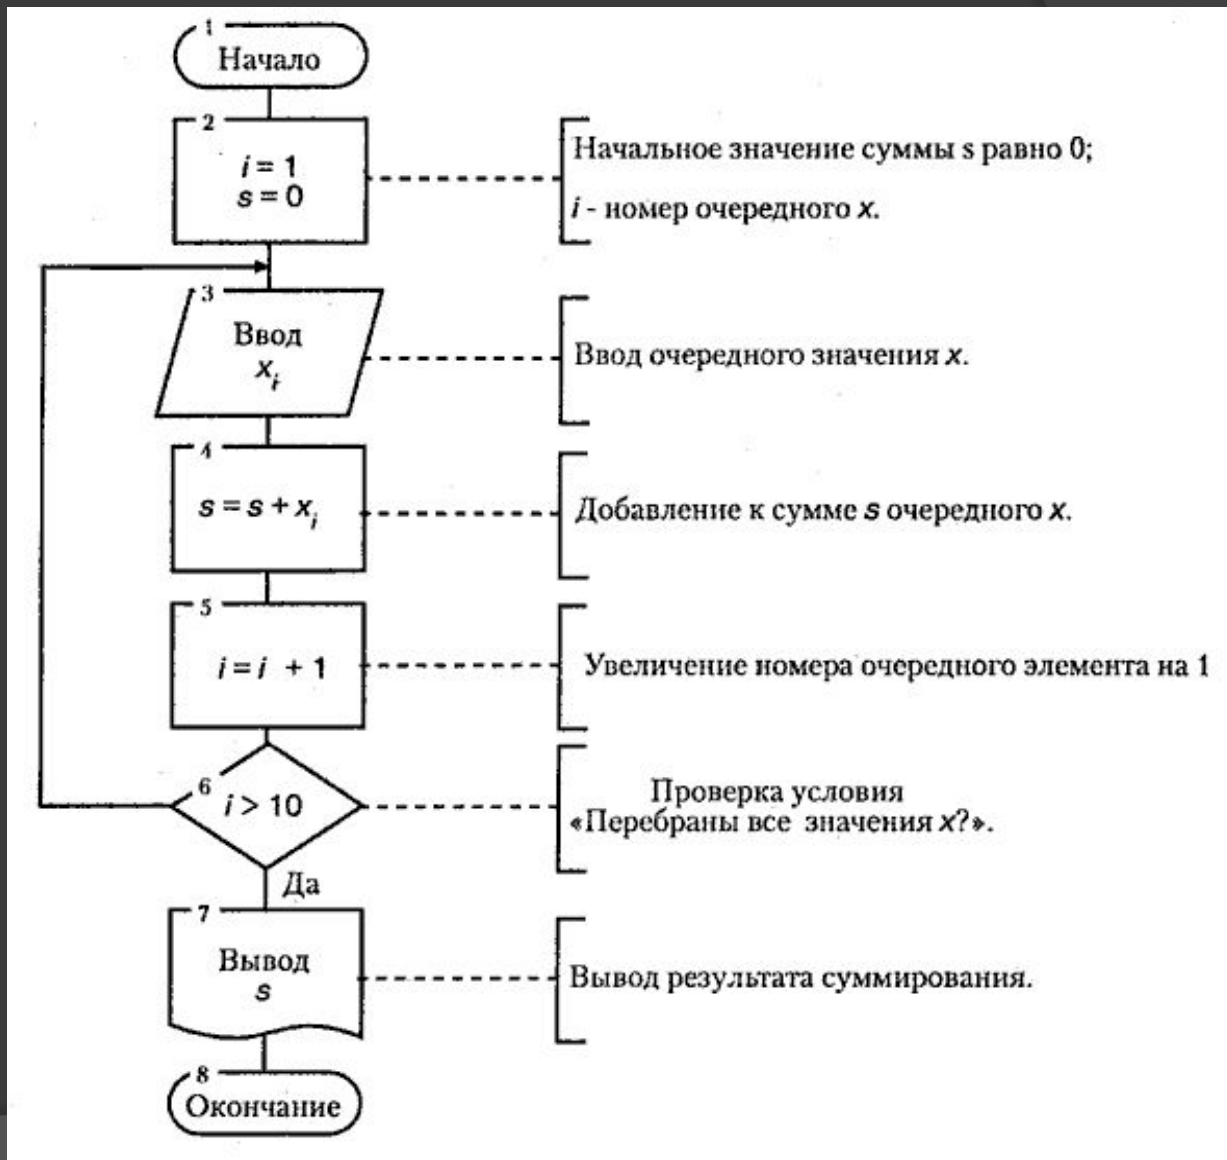 1
Начало
2
i = 1
s = 0
Начальное значение суммы s равно 0;
i - номер очередного x.
3
Ввод
xi
Ввод очередного значения x.
4
s = s + xi
Добавление к сумме s очередного x.
5
i = i + 1
Увеличение номера очередного элемента на 1
6
i > 10
Проверка условия
«Перебраны все значения x?».
Да
7
Вывод
s
Вывод результата суммирования.
8
Окончание